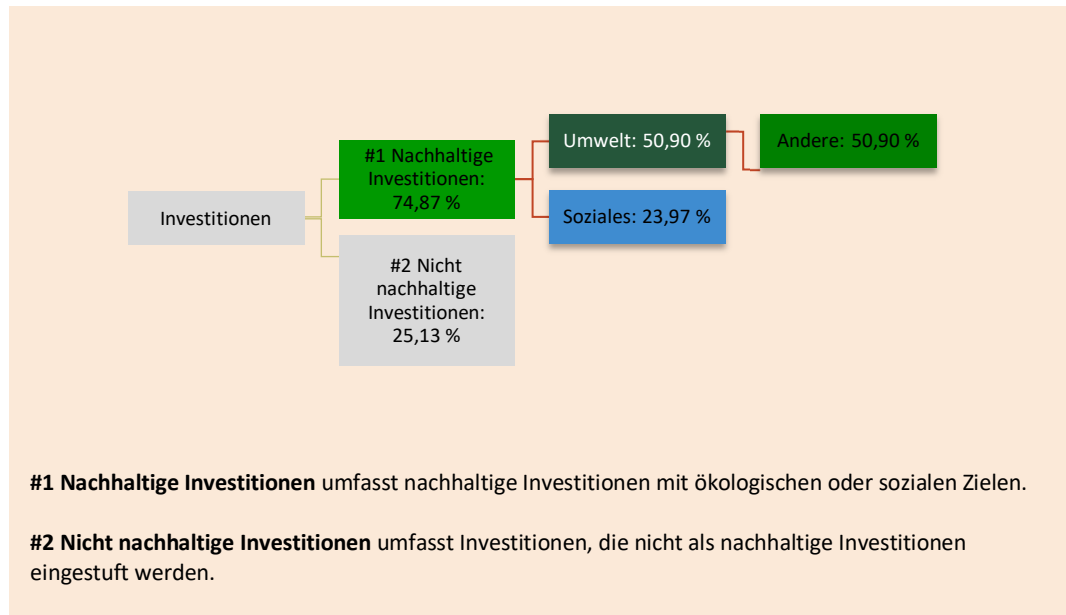 Investitionen
#1 Nachhaltige
Investitionen:
74,87 %
#2 Nicht
nachhaltige
Investitionen:
25,13 %
Umwelt: 50,90 %
Soziales: 23,97 %
Andere: 50,90 %
#1 Nachhaltige Investitionen umfasst nachhaltige Investitionen mit ökologischen oder sozialen Zielen.
#2 Nicht nachhaltige Investitionen umfasst Investitionen, die nicht als nachhaltige Investitionen
eingestuft werden.